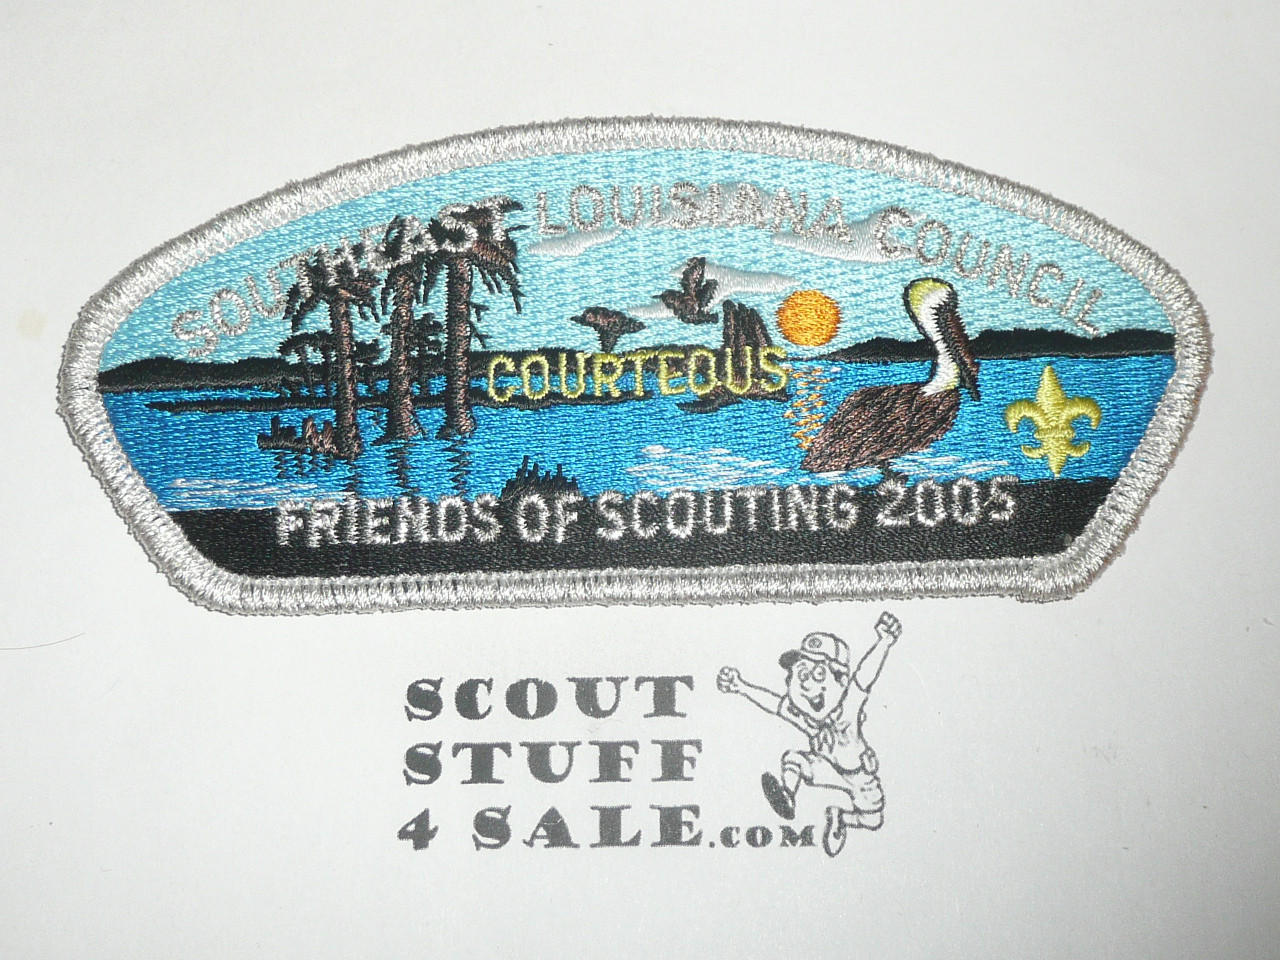 SOUTHEAST LOUISIANA COUNCIL
COURTEOUS
FRIENDS OF SCOUTING 2005
SCOUT
STUFF
4 SALE.COM